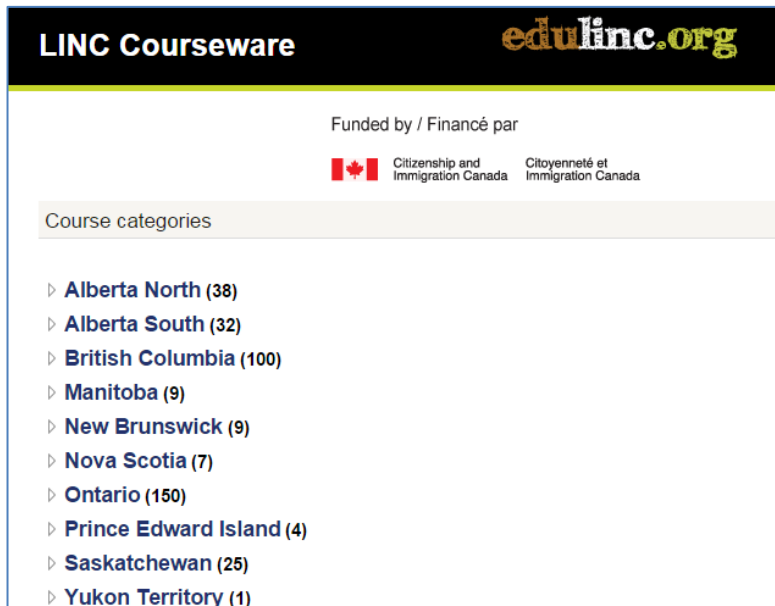 LINC Courseware edulinc.org
Funded by / Financé par
Citizenship and Citoyenneté et
Immigration Canada Immigration Canada
Course categories
Alberta North (38)
Alberta South (32)
British Columbia (100)
Manitoba (9)
New Brunswick (9)
Nova Scotia (7)
Ontario (150)
Prince Edward Island (4)
Saskatchewan (25)
Yukon Territory (1)